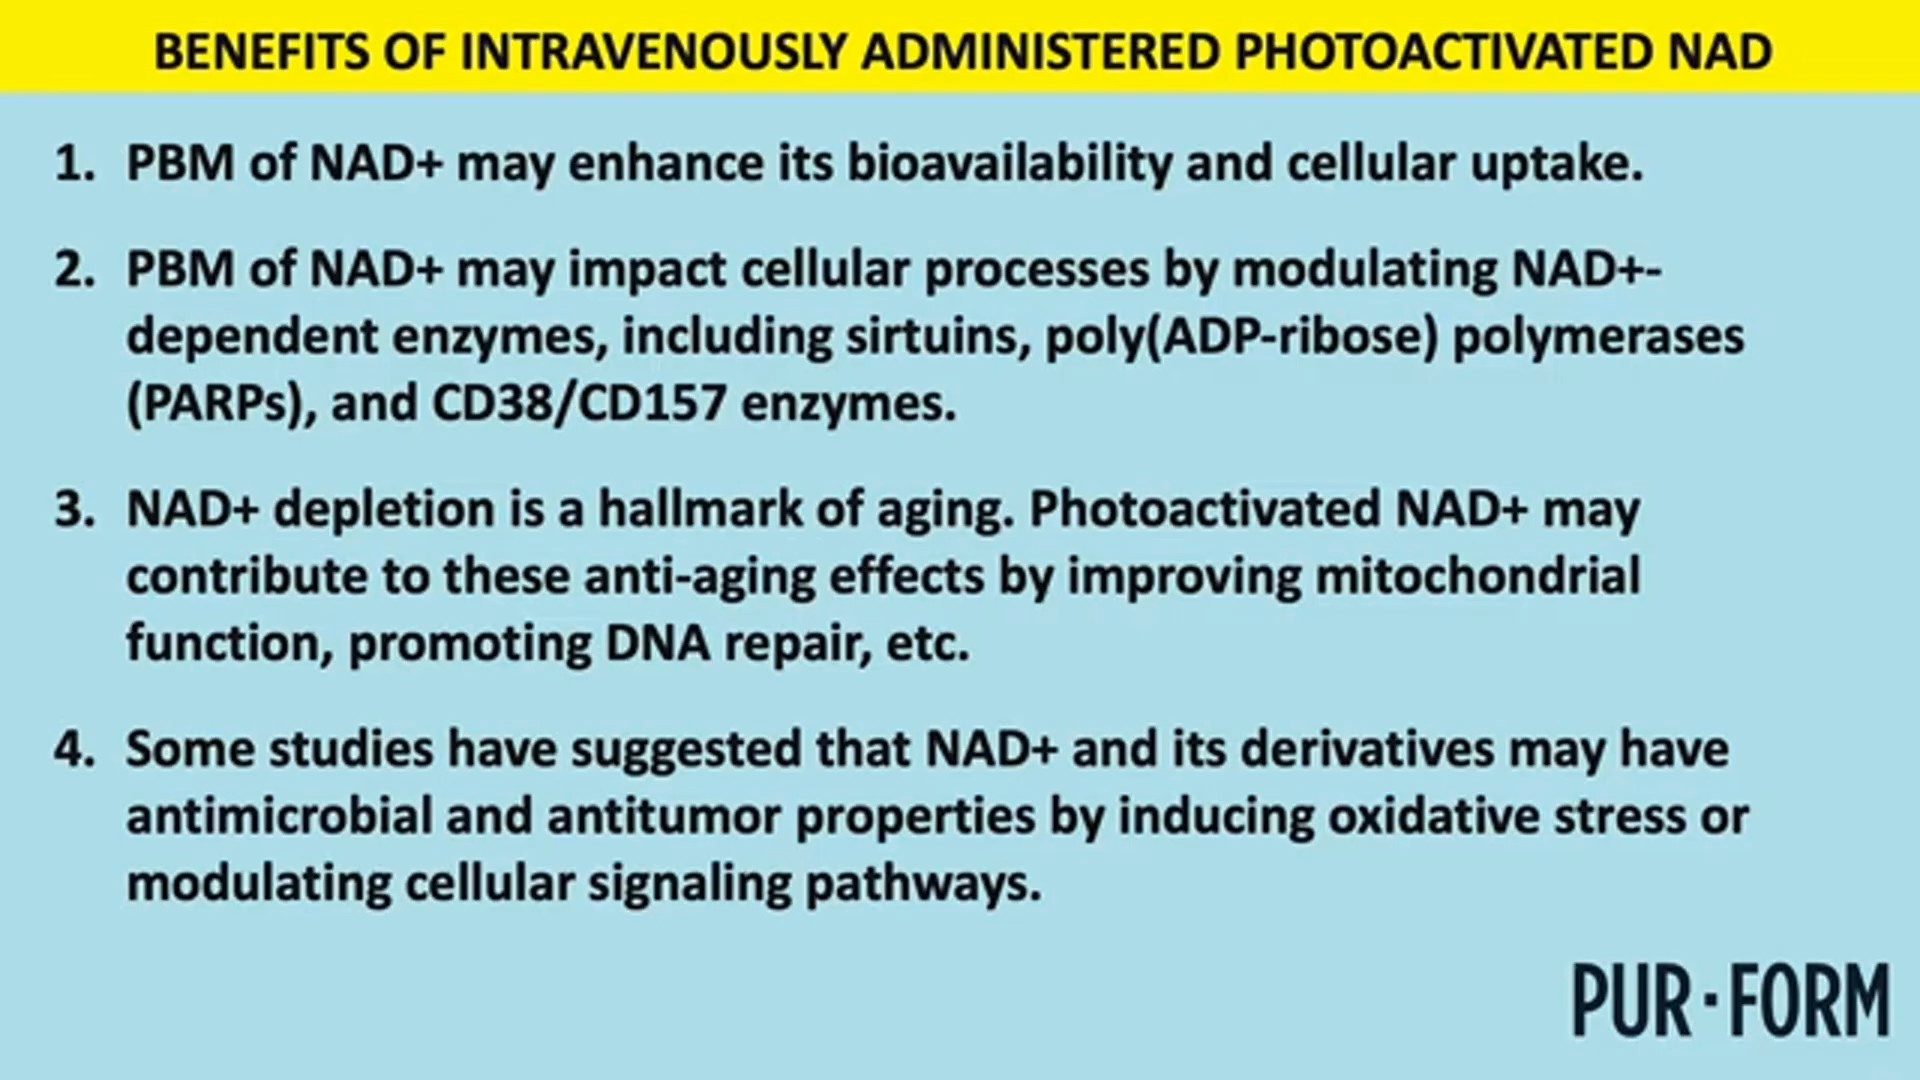 BENEFITS OF INTRAVENOUSLY ADMINISTERED PHOTOACTIVATED NAD
1. PBM of NAD+ may enhance its bioavailability and cellular uptake.
2. PBM of NAD+ may impact cellular processes by modulating NAD+-
dependent enzymes, including sirtuins, poly(ADP-ribose) polymerases
(PARPs), and CD38/CD157 enzymes.
3. NAD+ depletion is a hallmark of aging. Photoactivated NAD+ may
contribute to these anti-aging effects by improving mitochondrial
function, promoting DNA repair, etc.
4. Some studies have suggested that NAD+ and its derivatives may have
antimicrobial and antitumor properties by inducing oxidative stress or
modulating cellular signaling pathways.
PUR·FORM